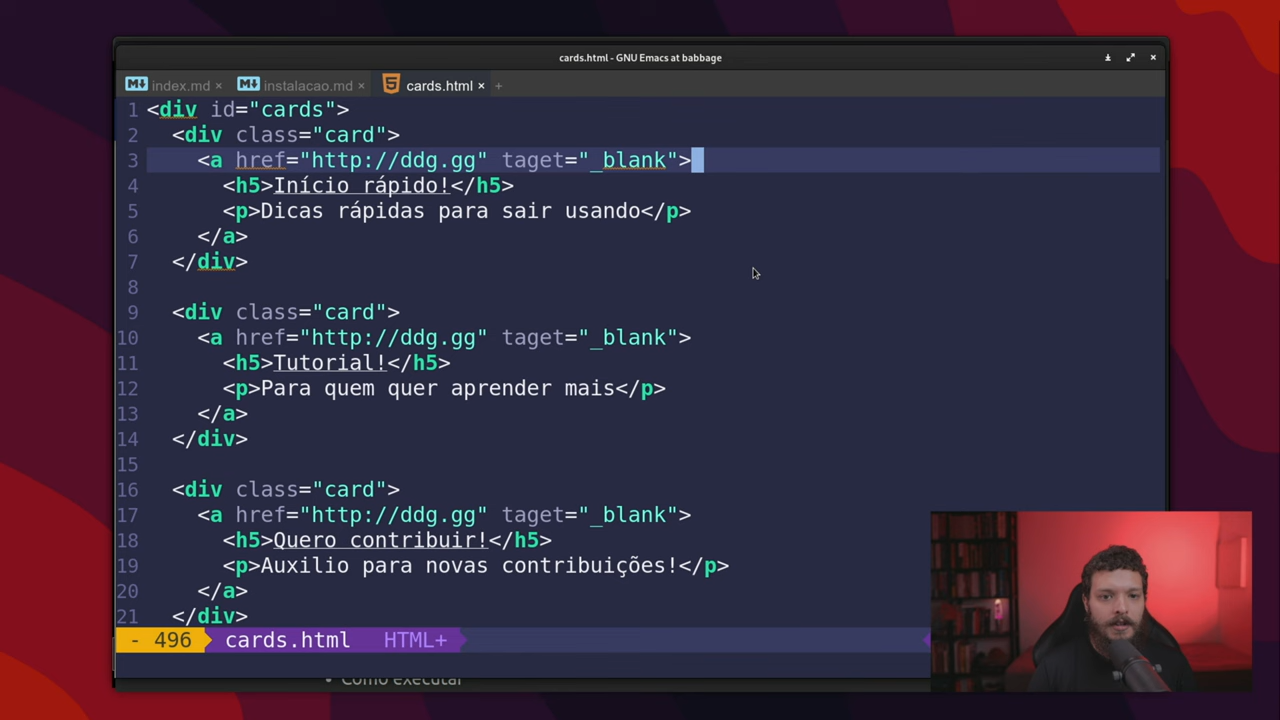 cards.html - GNU Emacs at babbage
index.md × instalacao.md × cards.html × +
1 <div id="cards">
2 <div class="card">
3 <a href="http://ddg.gg" taget="_blank">
4 <h5>Início rápido!</h5>
5 <p>Dicas rápidas para sair usando</p>
6 </a>
7 </div>
8
9 <div class="card">
10 <a href="http://ddg.gg" taget="_blank">
11 <h5>Tutorial!</h5>
12 <p>Para quem quer aprender mais</p>
13 </a>
14 </div>
15
16 <div class="card">
17 <a href="http://ddg.gg" taget="_blank">
18 <h5>Quero contribuir!</h5>
19 <p>Auxilio para novas contribuições!</p>
20 </a>
21 </div>
- 496 cards.html HTML+
• Como executar